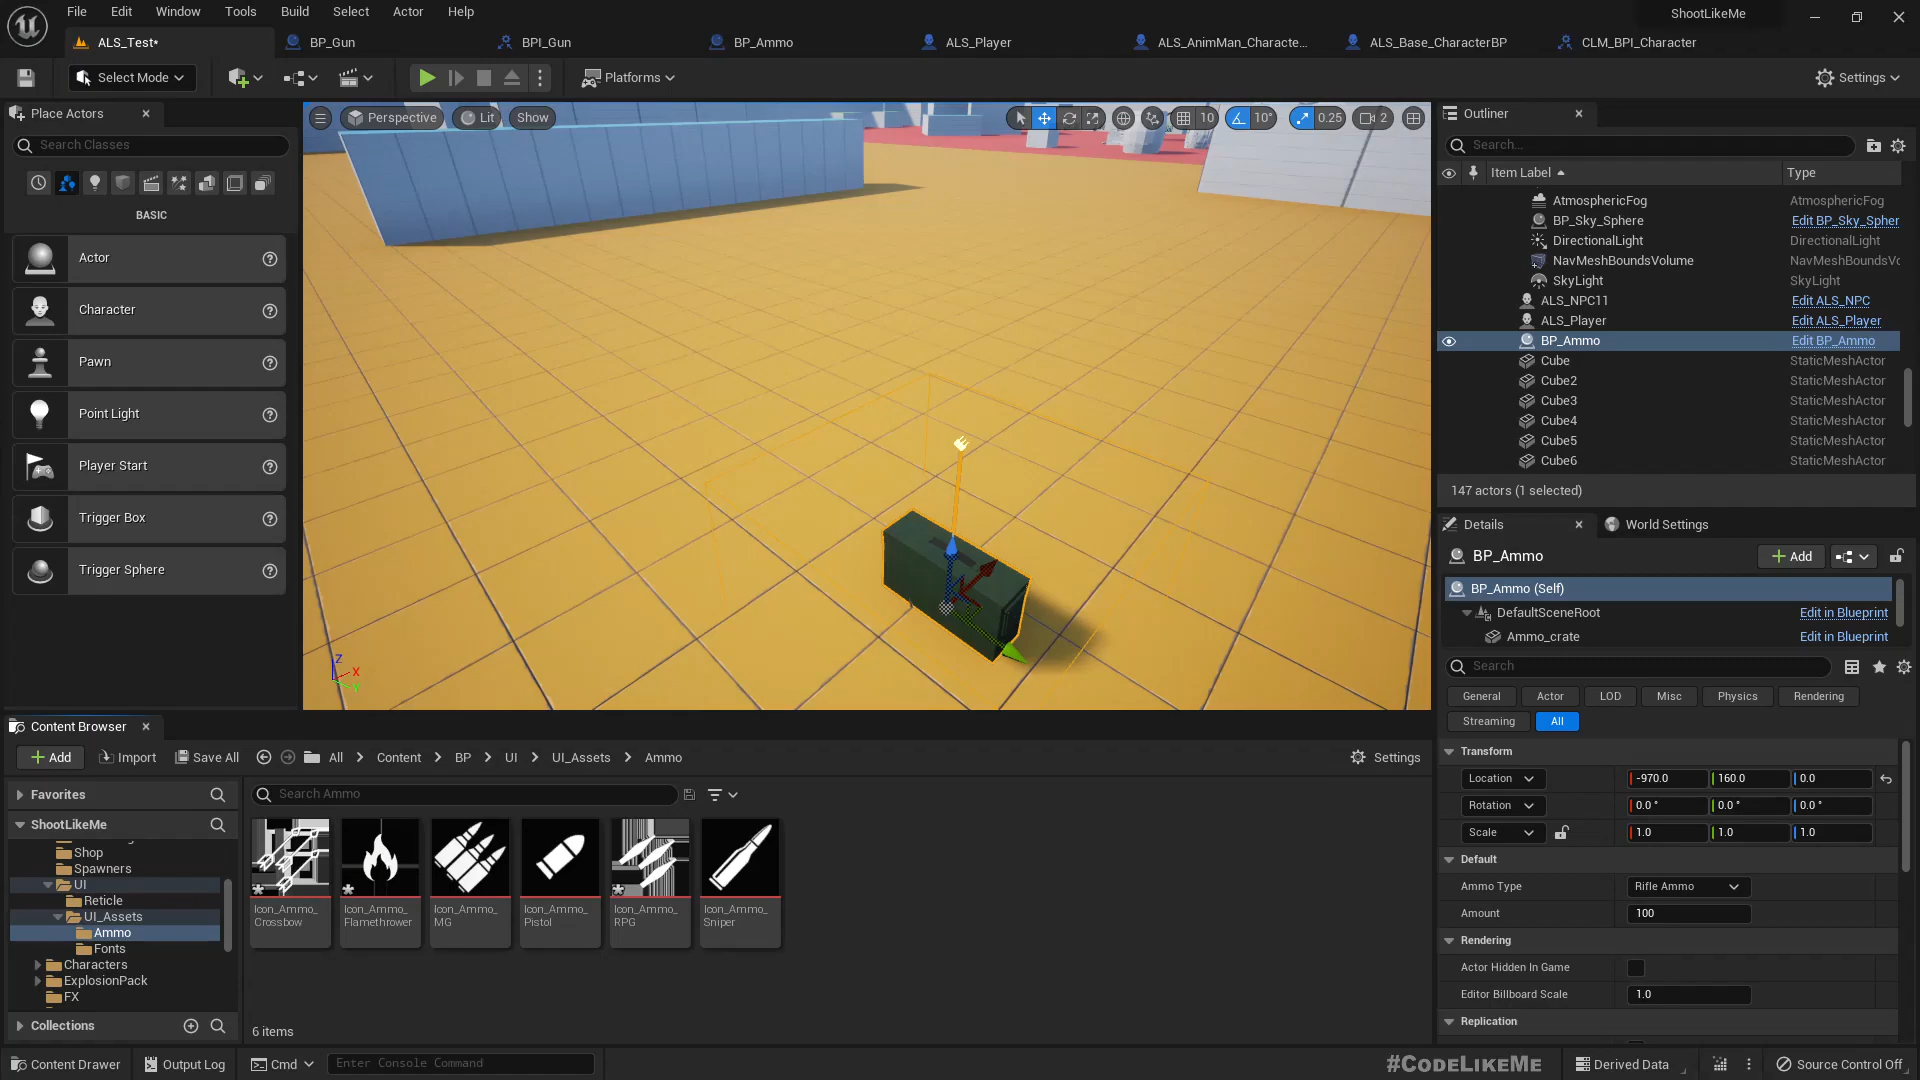 File Edit Window Tools Build Select Actor Help
ShootLikeMe
ALS_Test*
BP_Gun
BPI_Gun
BP_Ammo
ALS_Player
ALS_AnimMan_Characte...
ALS_Base_CharacterBP
CLM_BPI_Character
Select Mode
Platforms
Settings
Place Actors
Search Classes
BASIC
Actor
Character
Pawn
Point Light
Player Start
Trigger Box
Trigger Sphere
Perspective
Lit
Show
10
10°
0.25
2
Z
X
Y
Outliner
Search...
Item Label
Type
AtmosphericFog AtmosphericFog
BP_Sky_Sphere Edit BP_Sky_Spher
DirectionalLight DirectionalLight
NavMeshBoundsVolume NavMeshBoundsVo
SkyLight SkyLight
ALS_NPC11 Edit ALS_NPC
ALS_Player Edit ALS_Player
BP_Ammo Edit BP_Ammo
Cube StaticMeshActor
Cube2 StaticMeshActor
Cube3 StaticMeshActor
Cube4 StaticMeshActor
Cube5 StaticMeshActor
Cube6 StaticMeshActor
147 actors (1 selected)
Details
World Settings
BP_Ammo
Add
BP_Ammo (Self)
DefaultSceneRoot Edit in Blueprint
Ammo_crate Edit in Blueprint
Search
General Actor LOD Misc Physics Rendering
Streaming All
Transform
Location -970.0 160.0 0.0
Rotation 0.0° 0.0° 0.0°
Scale 1.0 1.0 1.0
Default
Ammo Type Rifle Ammo
Amount 100
Rendering
Actor Hidden In Game
Editor Billboard Scale 1.0
Replication
Content Browser
Add
Import
Save All
All
Content
BP
UI
UI_Assets
Ammo
Settings
Favorites
ShootLikeMe
Shop
Spawners
UI
Reticle
UI_Assets
Ammo
Fonts
Characters
ExplosionPack
FX
Collections
Search Ammo
Icon_Ammo_
Crossbow
Icon_Ammo_
Flamethrower
Icon_Ammo_
MG
Icon_Ammo_
Pistol
Icon_Ammo_
RPG
Icon_Ammo_
Sniper
6 items
Content Drawer
Output Log
Cmd
Enter Console Command
#CODELIKEME
Derived Data
Source Control Off